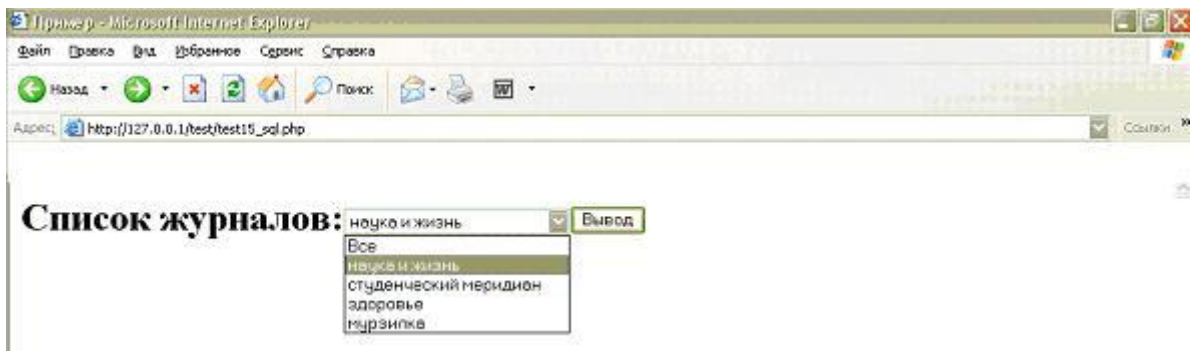 Пример - Microsoft Internet Explorer
Файл Правка Вид Избранное Сервис Справка
Назад Поиск
Адрес: http://127.0.0.1/test/test15_sql.php Ссылки »
Список журналов: наука и жизнь Вывод
Все
наука и жизнь
студенческий меридиан
здоровье
мурзилка